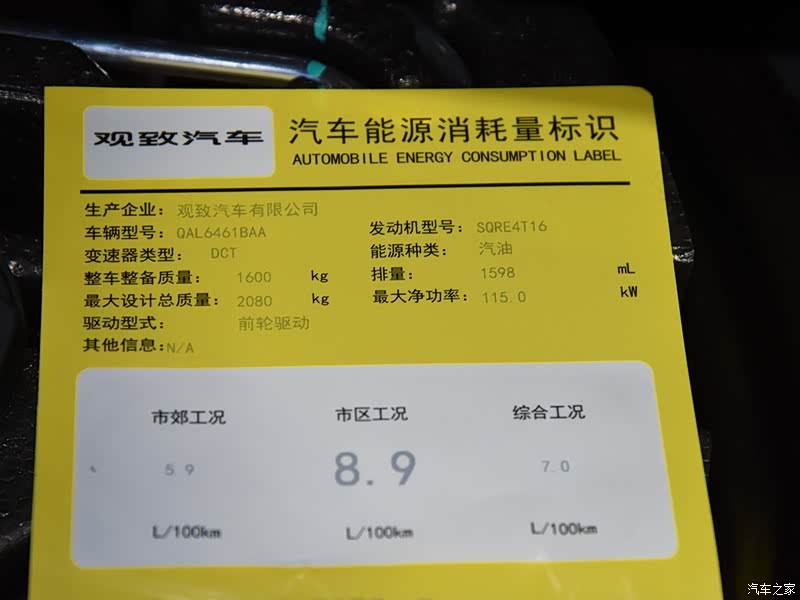 观致汽车
汽车能源消耗量标识
AUTOMOBILE ENERGY CONSUMPTION LABEL
生产企业：观致汽车有限公司
车辆型号：QAL6461BAA
发动机型号：SQRE4T16
变速器类型：DCT
能源种类：汽油
整车整备质量：1600 kg
排量：1598 mL
最大设计总质量：2080 kg
最大净功率：115.0 kW
驱动型式：前轮驱动
其他信息：N/A
市郊工况 市区工况 综合工况
5.9 8.9 7.0
L/100km L/100km L/100km
汽车之家